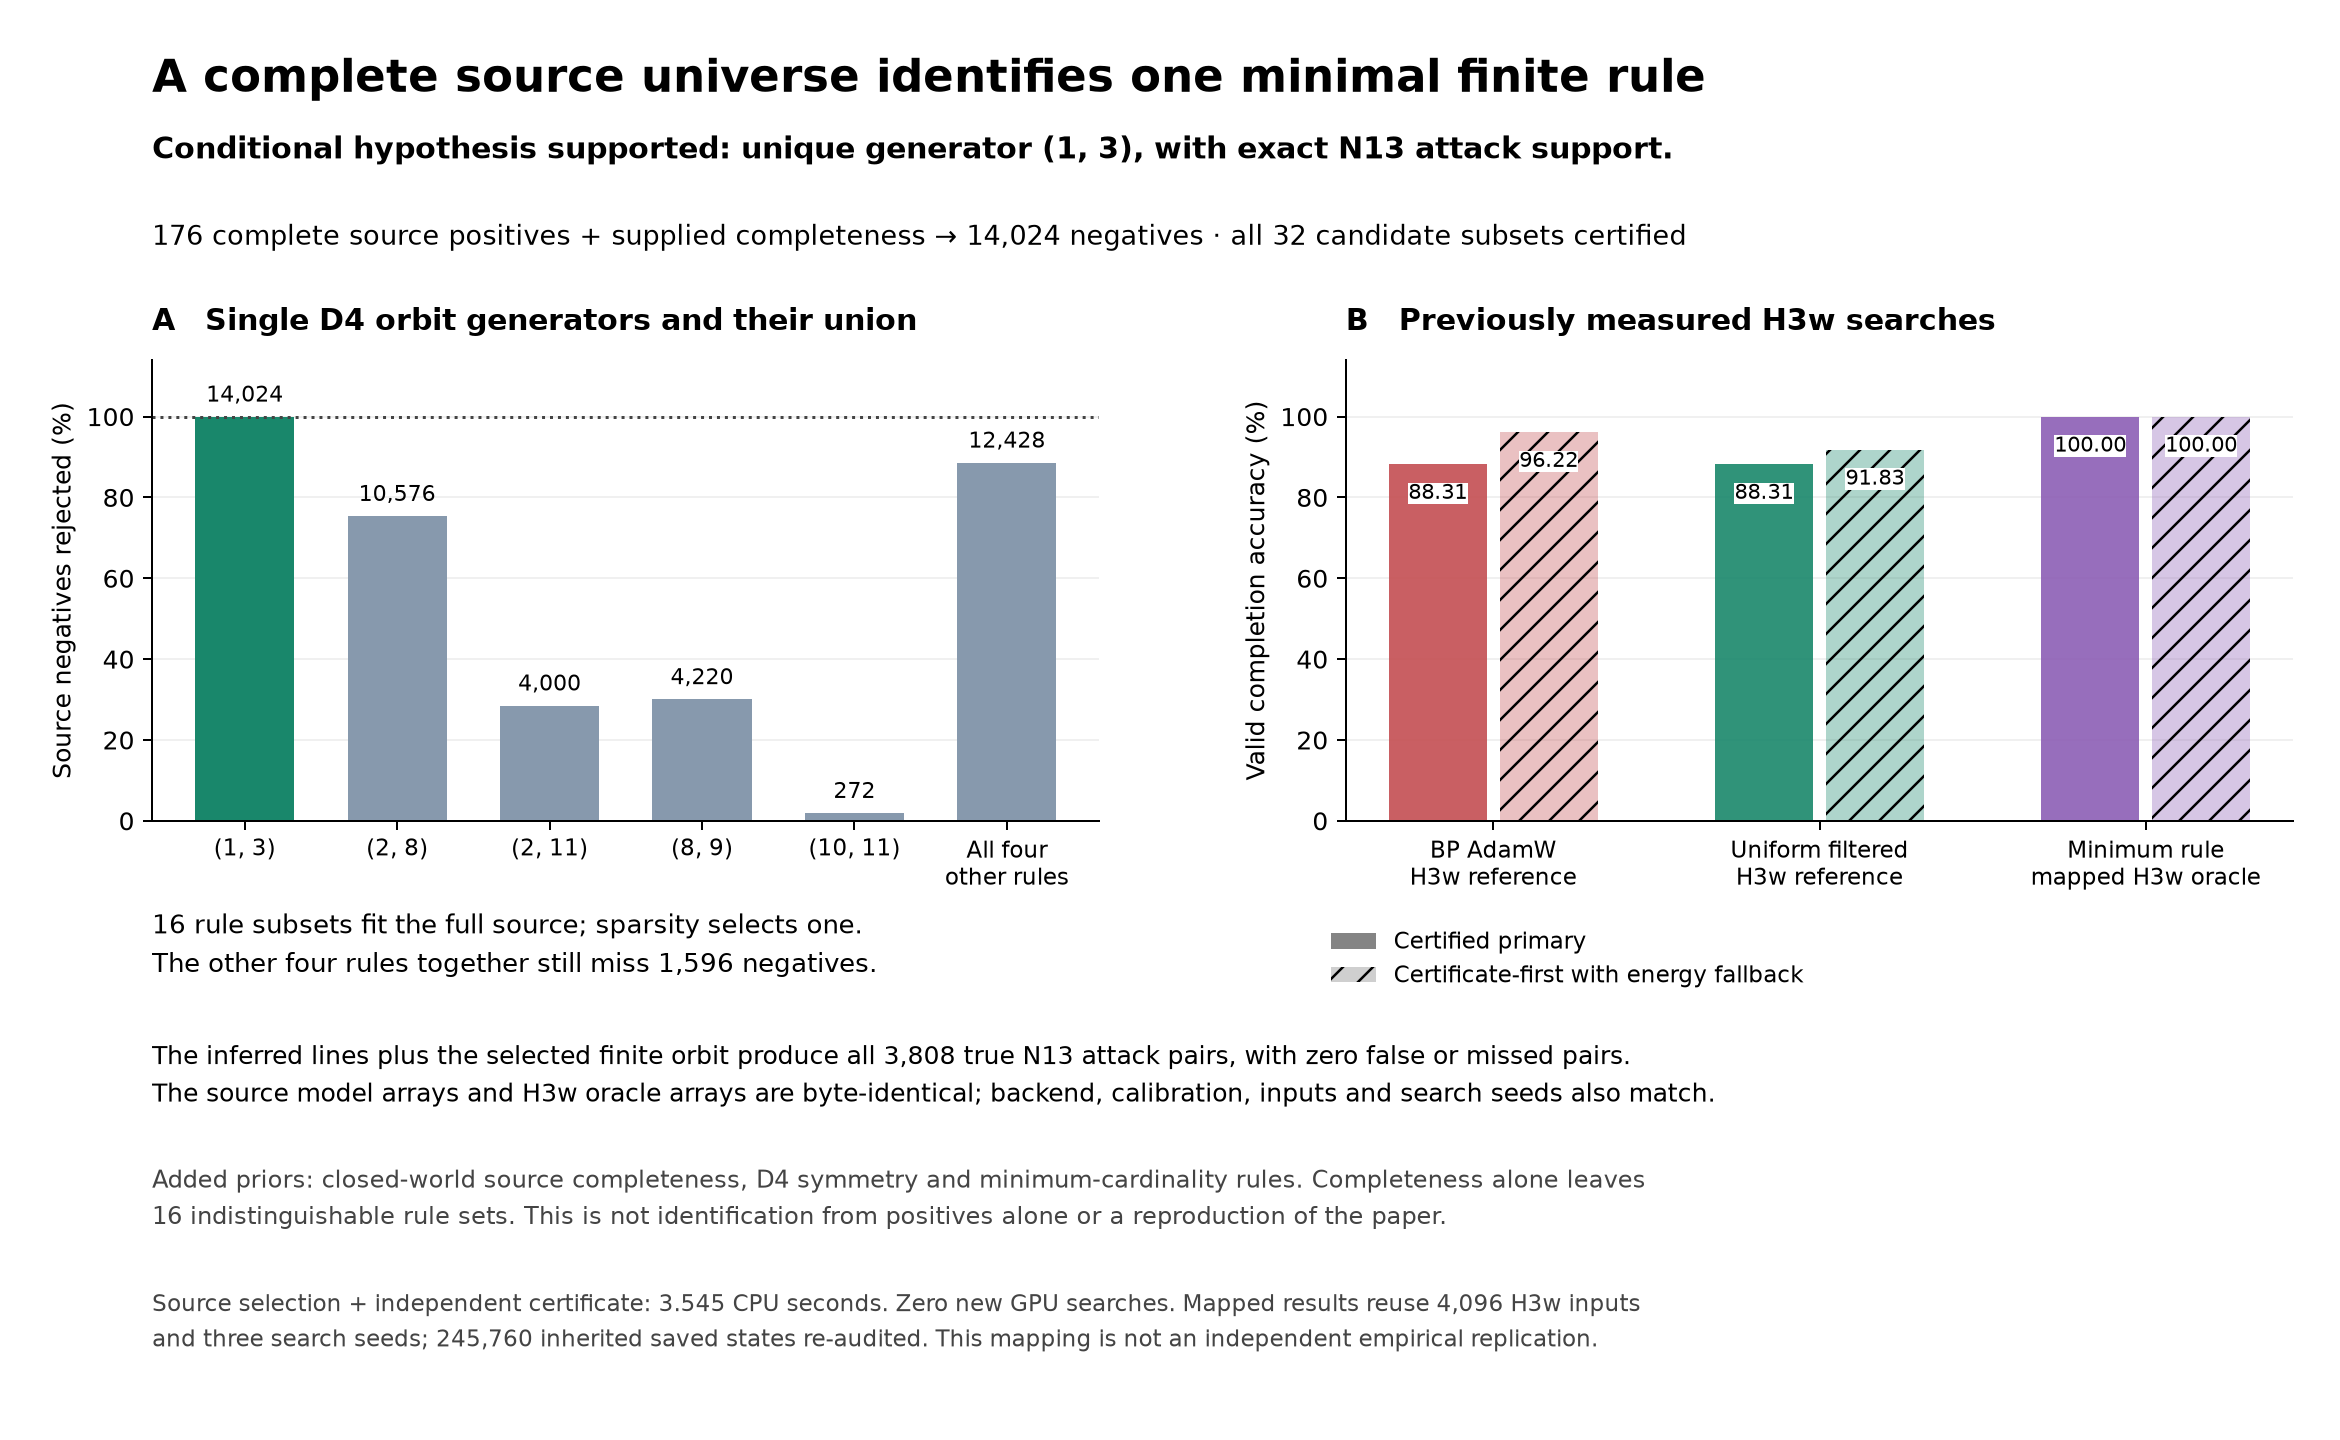 A complete source universe identifies one minimal finite rule
Conditional hypothesis supported: unique generator (1, 3), with exact N13 attack support.
176 complete source positives + supplied completeness → 14,024 negatives · all 32 candidate subsets certified
A Single D4 orbit generators and their union
Source negatives rejected (%)
100
80
60
40
20
0
14,024
10,576
4,000
4,220
272
12,428
(1, 3)
(2, 8)
(2, 11)
(8, 9)
(10, 11)
All four
other rules
16 rule subsets fit the full source; sparsity selects one.
The other four rules together still miss 1,596 negatives.
B Previously measured H3w searches
Valid completion accuracy (%)
100
80
60
40
20
0
88.31
96.22
88.31
91.83
100.00
100.00
BP AdamW
H3w reference
Uniform filtered
H3w reference
Minimum rule
mapped H3w oracle
Certified primary
Certificate-first with energy fallback
The inferred lines plus the selected finite orbit produce all 3,808 true N13 attack pairs, with zero false or missed pairs.
The source model arrays and H3w oracle arrays are byte-identical; backend, calibration, inputs and search seeds also match.
Added priors: closed-world source completeness, D4 symmetry and minimum-cardinality rules. Completeness alone leaves
16 indistinguishable rule sets. This is not identification from positives alone or a reproduction of the paper.
Source selection + independent certificate: 3.545 CPU seconds. Zero new GPU searches. Mapped results reuse 4,096 H3w inputs
and three search seeds; 245,760 inherited saved states re-audited. This mapping is not an independent empirical replication.